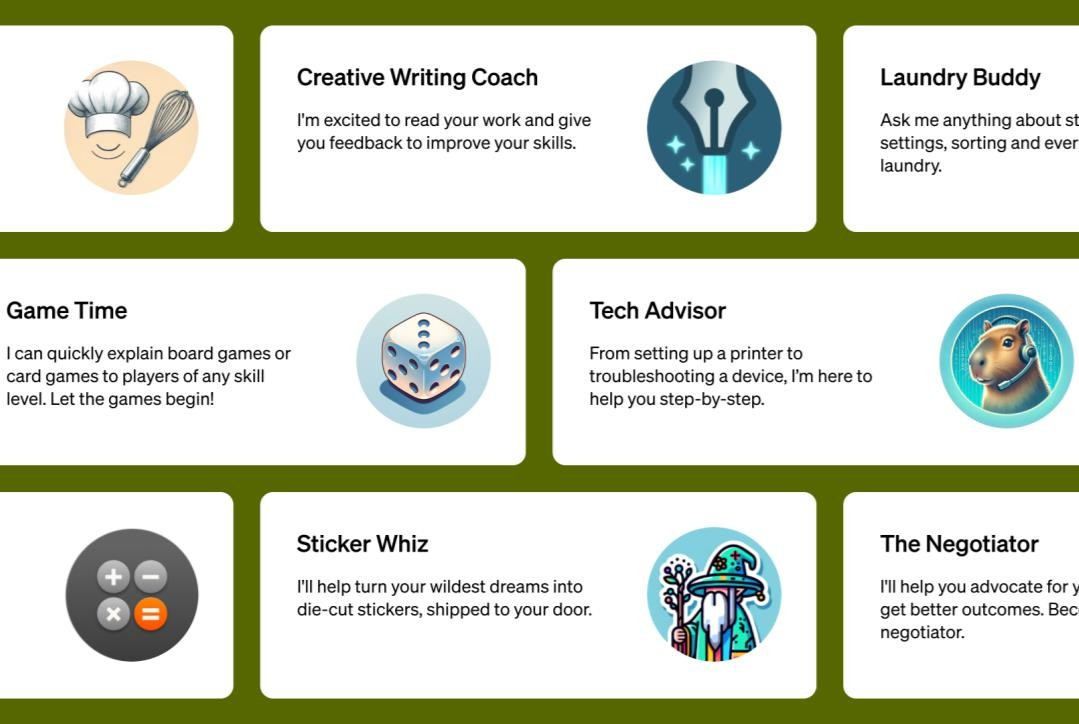 Creative Writing Coach
I'm excited to read your work and give
you feedback to improve your skills.
Laundry Buddy
Ask me anything about
settings, sorting and
laundry.
Game Time
I can quickly explain board games or
card games to players of any skill
level. Let the games begin!
Tech Advisor
From setting up a printer to
troubleshooting a device, I'm here to
help you step-by-step.
Sticker Whiz
I'll help turn your wildest dreams into
die-cut stickers, shipped to your door.
The Negotiator
I'll help you advocate for
get better outcomes.
negotiator.